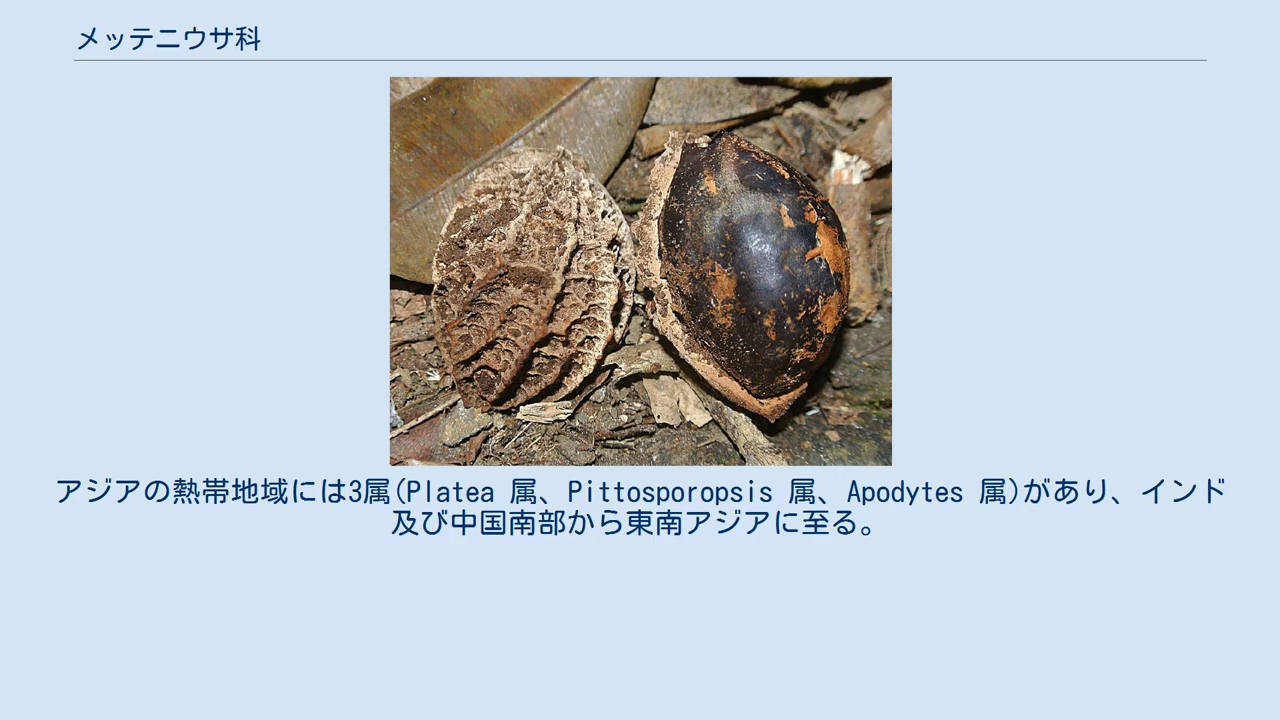 メッテニウサ科
アジアの熱帯地域には3属(Platea 属、Pittosporopsis 属、Apodytes 属)があり、インド
及び中国南部から東南アジアに至る。